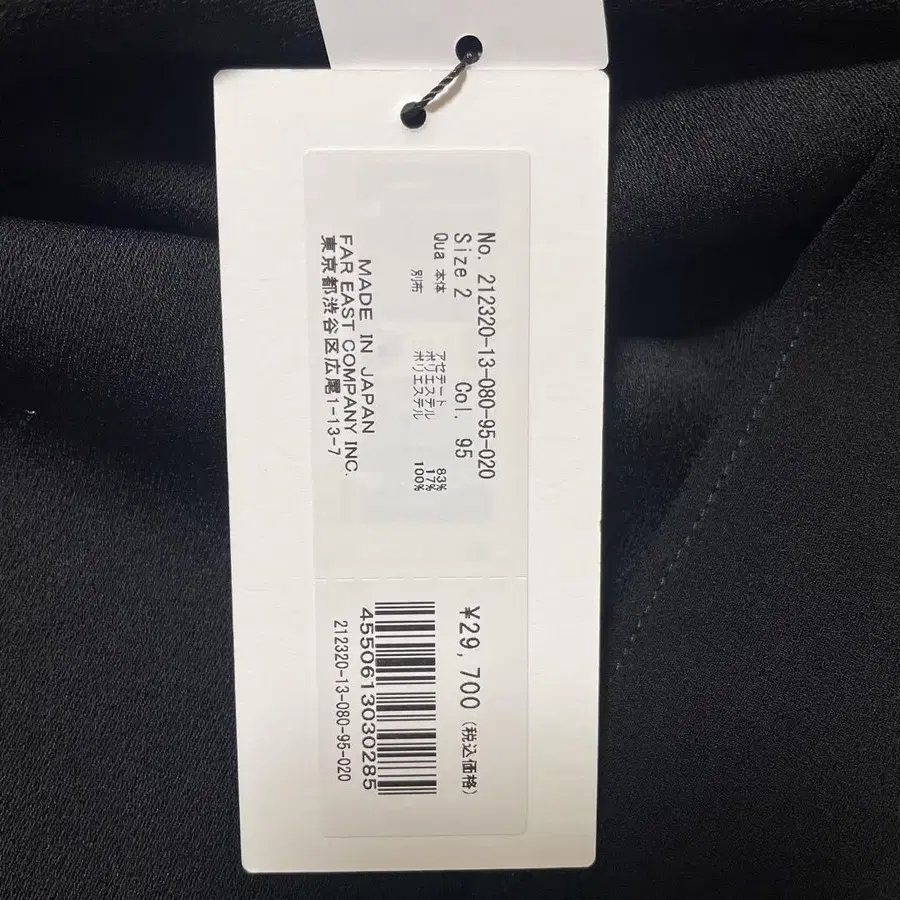 No. 212320-13-080-95-020
Size 2 Col. 95
Qua 本体 アセテート 83%
ポリエステル 17%
別布 ポリエステル 100%
MADE IN JAPAN
FAR EAST COMPANY INC.
東京都渋谷区広尾1-13-7
¥29,700 (税込価格)
4550613030285
212320-13-080-95-020